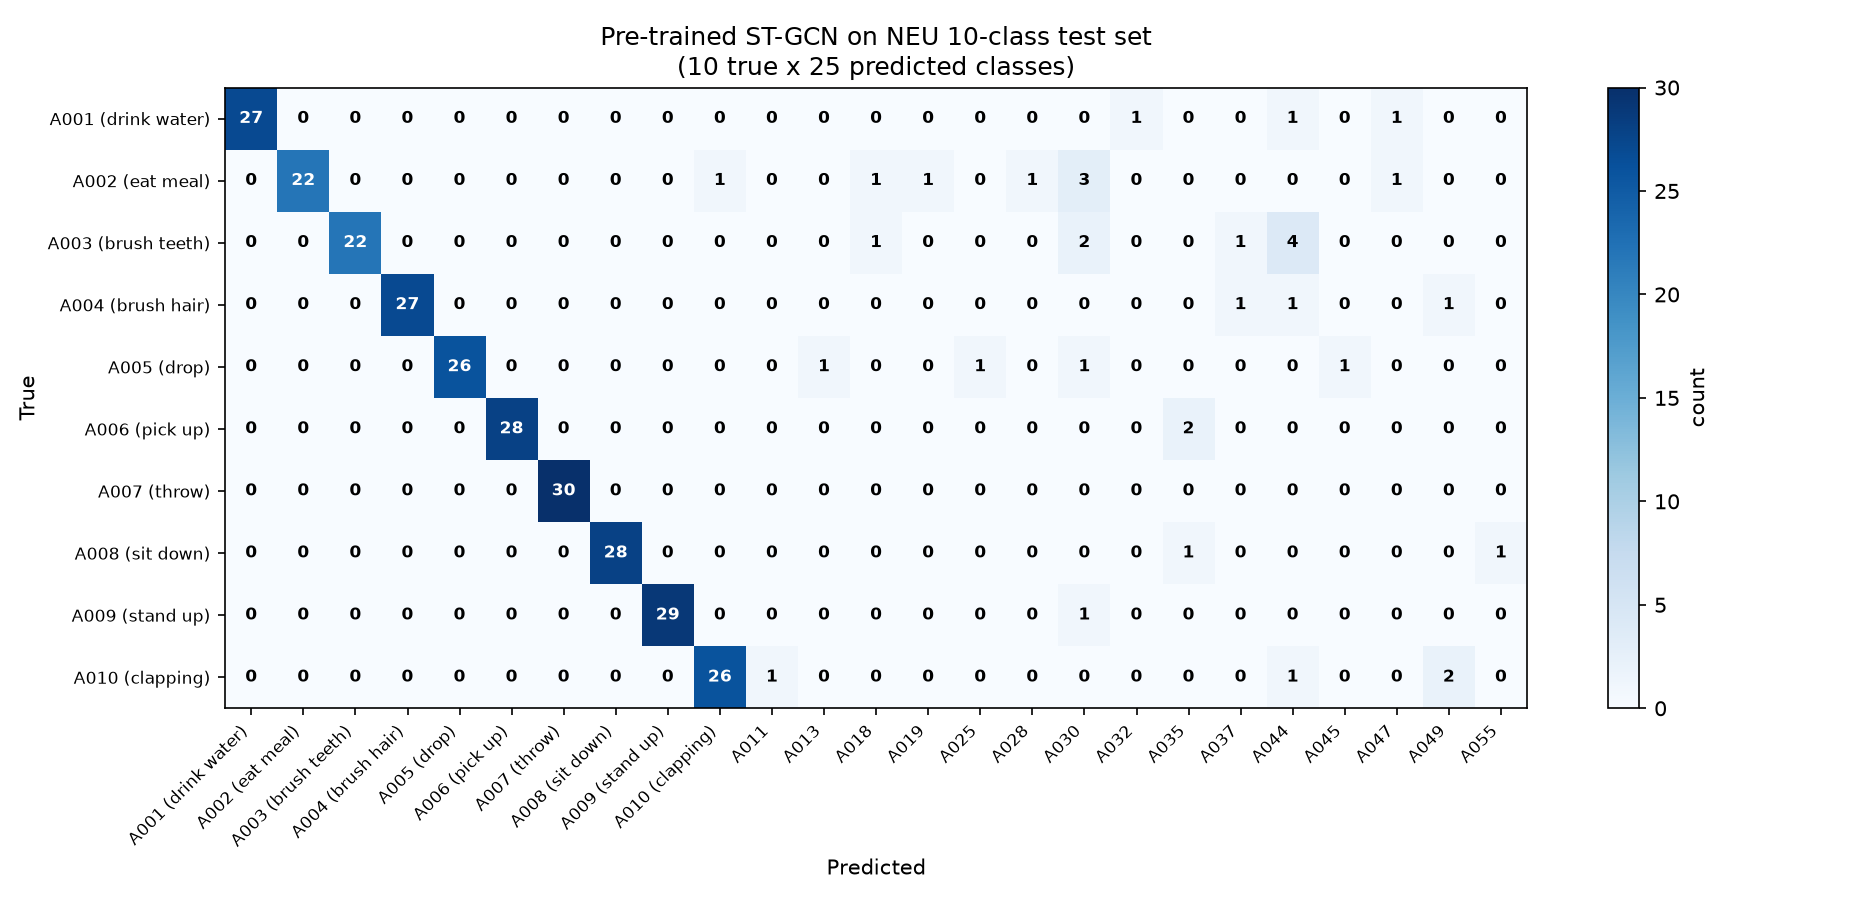 Pre-trained ST-GCN on NEU 10-class test set
(10 true x 25 predicted classes)
True
A001 (drink water) 27 0 0 0 0 0 0 0 0 0 0 0 0 0 0 0 0 1 0 0 1 0 1 0 0
A002 (eat meal) 0 22 0 0 0 0 0 0 0 1 0 0 1 1 0 1 3 0 0 0 0 0 1 0 0
A003 (brush teeth) 0 0 22 0 0 0 0 0 0 0 0 0 1 0 0 0 2 0 0 1 4 0 0 0 0
A004 (brush hair) 0 0 0 27 0 0 0 0 0 0 0 0 0 0 0 0 0 0 0 1 1 0 0 1 0
A005 (drop) 0 0 0 0 26 0 0 0 0 0 0 1 0 0 1 0 1 0 0 0 0 1 0 0 0
A006 (pick up) 0 0 0 0 0 28 0 0 0 0 0 0 0 0 0 0 0 0 2 0 0 0 0 0 0
A007 (throw) 0 0 0 0 0 0 30 0 0 0 0 0 0 0 0 0 0 0 0 0 0 0 0 0 0
A008 (sit down) 0 0 0 0 0 0 0 28 0 0 0 0 0 0 0 0 0 0 1 0 0 0 0 0 1
A009 (stand up) 0 0 0 0 0 0 0 0 29 0 0 0 0 0 0 0 1 0 0 0 0 0 0 0 0
A010 (clapping) 0 0 0 0 0 0 0 0 0 26 1 0 0 0 0 0 0 0 0 0 1 0 0 2 0
A001 (drink water)
A002 (eat meal)
A003 (brush teeth)
A004 (brush hair)
A005 (drop)
A006 (pick up)
A007 (throw)
A008 (sit down)
A009 (stand up)
A010 (clapping)
A011
A013
A018
A019
A025
A028
A030
A032
A035
A037
A044
A045
A047
A049
A055
Predicted
30
25
20
15
10
5
0
count